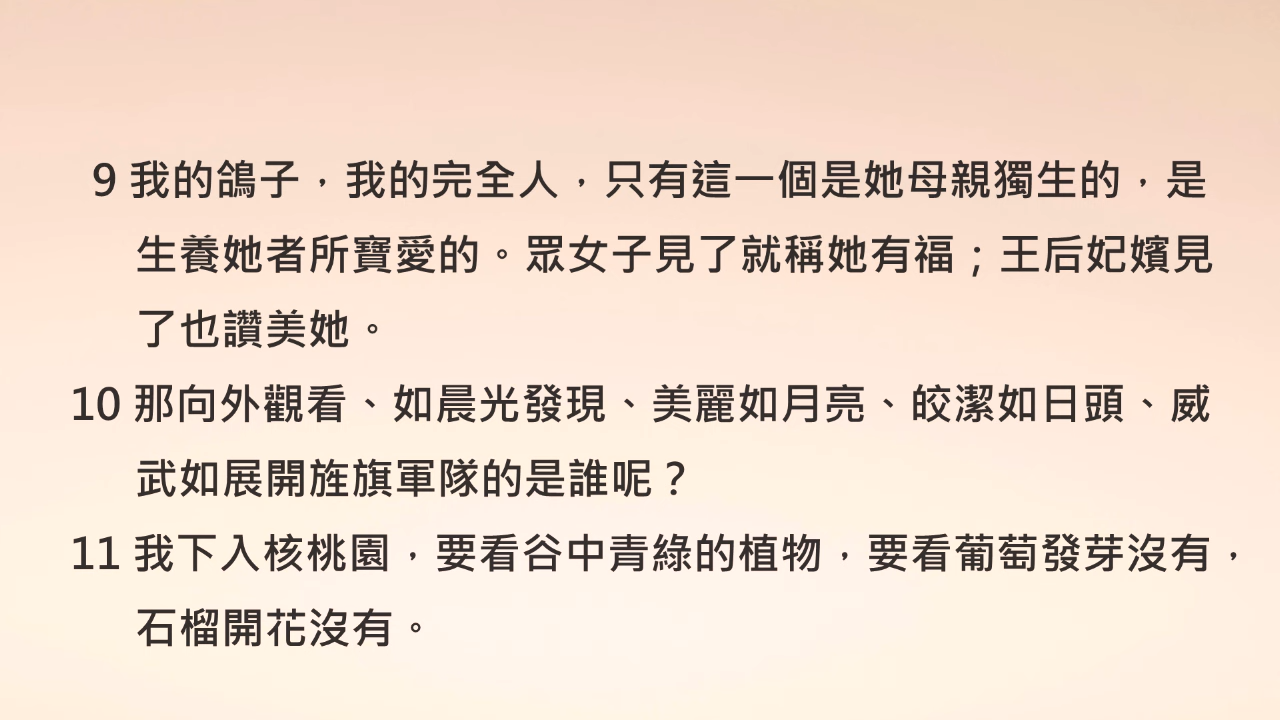 9 我的鴿子，我的完全人，只有這一個是她母親獨生的，是
生養她者所寶愛的。眾女子見了就稱她有福；王后妃嬪見
了也讚美她。
10 那向外觀看、如晨光發現、美麗如月亮、皎潔如日頭、威
武如展開旌旗軍隊的是誰呢？
11 我下入核桃園，要看谷中青綠的植物，要看葡萄發芽沒有，
石榴開花沒有。